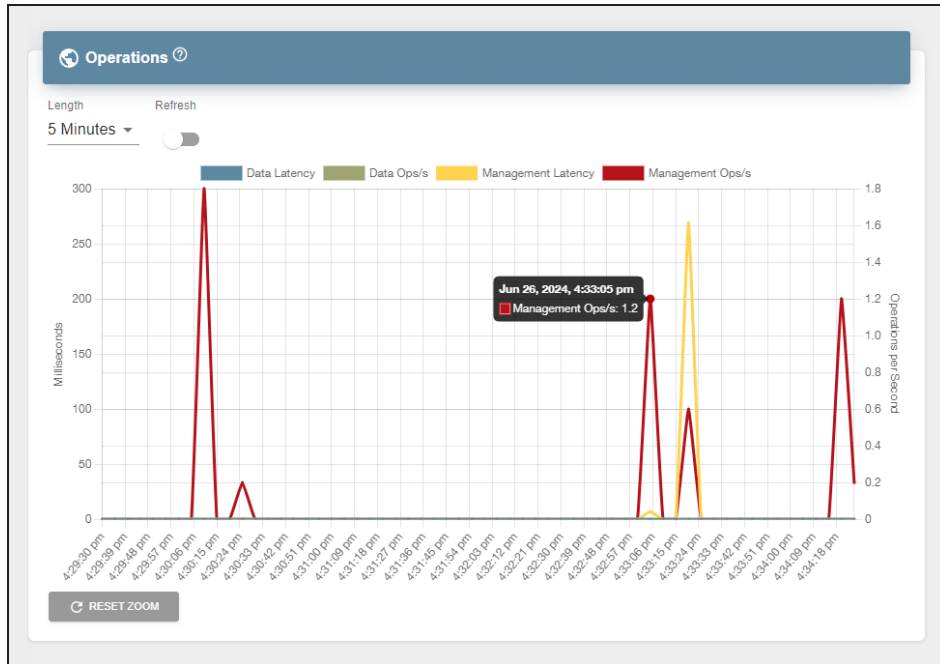 Operations
Length
Refresh
5 Minutes
Data Latency
Data Ops/s
Management Latency
Management Ops/s
300
250
200
150
100
50
0
Milliseconds
Jun 26, 2024, 4:33:05 pm
Management Ops/s: 1.2
1.8
1.6
1.4
1.2
1.0
0.8
0.6
0.4
0.2
0
Operations per Second
4:29:30 pm
4:29:39 pm
4:29:48 pm
4:29:57 pm
4:30:06 pm
4:30:15 pm
4:30:24 pm
4:30:33 pm
4:30:42 pm
4:30:51 pm
4:31:00 pm
4:31:09 pm
4:31:18 pm
4:31:27 pm
4:31:36 pm
4:31:45 pm
4:31:54 pm
4:32:03 pm
4:32:12 pm
4:32:21 pm
4:32:30 pm
4:32:39 pm
4:32:48 pm
4:32:57 pm
4:33:06 pm
4:33:15 pm
4:33:24 pm
4:33:33 pm
4:33:42 pm
4:33:51 pm
4:34:00 pm
4:34:09 pm
4:34:18 pm
RESET ZOOM